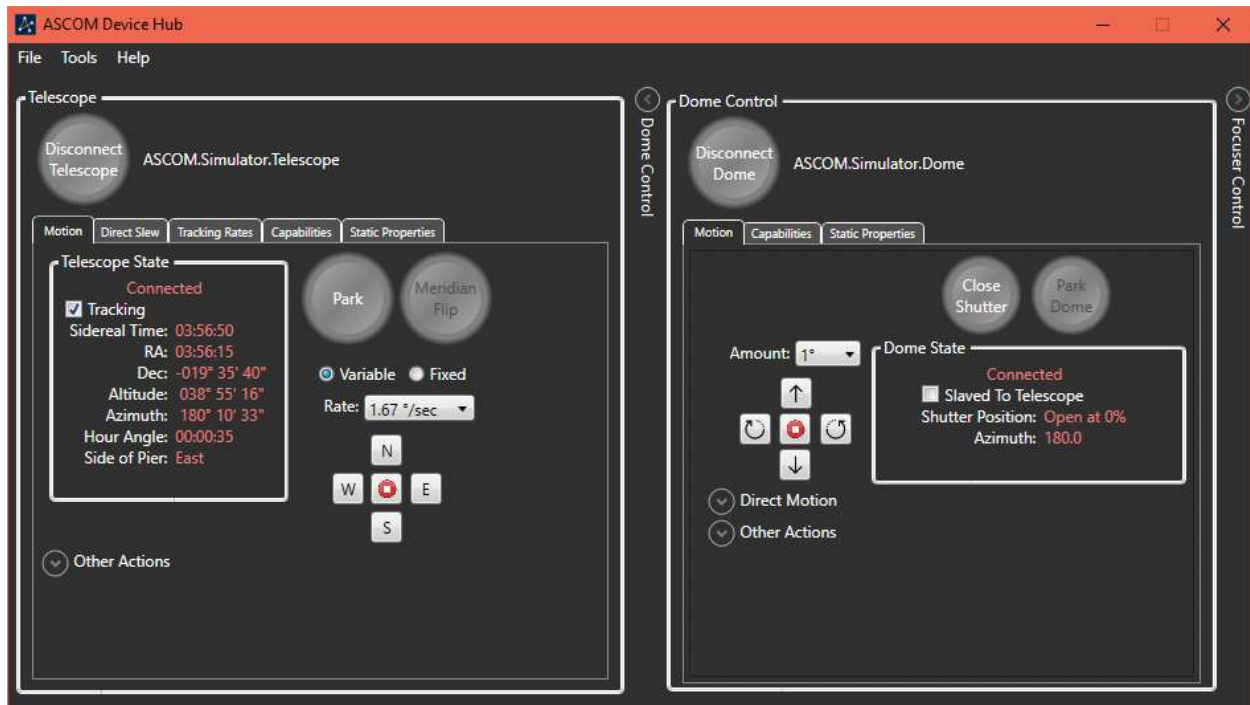 ASCOM Device Hub
File Tools Help
Telescope
Disconnect
Telescope
ASCOM.Simulator.Telescope
Motion Direct Slew Tracking Rates Capabilities Static Properties
Telescope State
Connected
Tracking
Sidereal Time: 03:56:50
RA: 03:56:15
Dec: -019° 35' 40"
Altitude: 038° 55' 16"
Azimuth: 180° 10' 33"
Hour Angle: 00:00:35
Side of Pier: East
Park
Meridian
Flip
Variable Fixed
Rate: 1.67 °/sec
N
W E
S
Other Actions
Dome Control
Dome Control
Disconnect
Dome
ASCOM.Simulator.Dome
Motion Capabilities Static Properties
Close
Shutter
Park
Dome
Amount: 1°
Dome State
Connected
Slaved To Telescope
Shutter Position: Open at 0%
Azimuth: 180.0
Direct Motion
Other Actions
Focuser Control